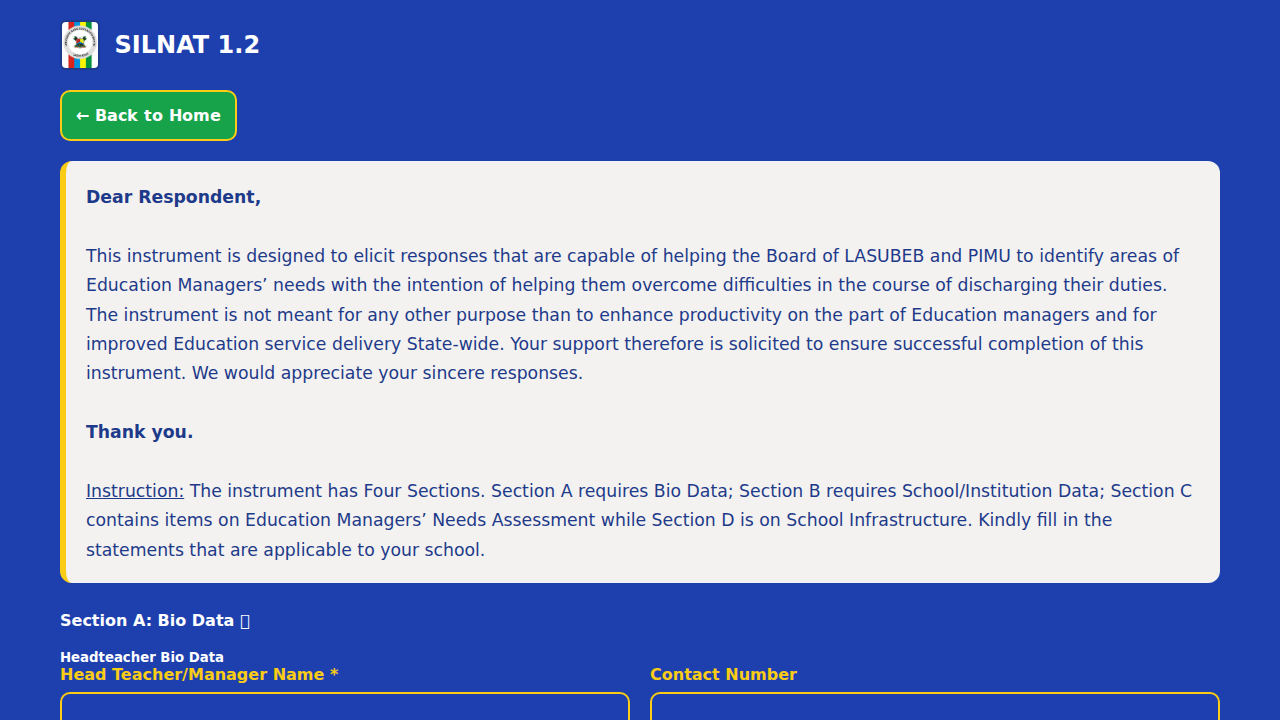 SILNAT 1.2
← Back to Home
Dear Respondent,
This instrument is designed to elicit responses that are capable of helping the Board of LASUBEB and PIMU to identify areas of
Education Managers’ needs with the intention of helping them overcome difficulties in the course of discharging their duties.
The instrument is not meant for any other purpose than to enhance productivity on the part of Education managers and for
improved Education service delivery State-wide. Your support therefore is solicited to ensure successful completion of this
instrument. We would appreciate your sincere responses.
Thank you.
Instruction: The instrument has Four Sections. Section A requires Bio Data; Section B requires School/Institution Data; Section C
contains items on Education Managers’ Needs Assessment while Section D is on School Infrastructure. Kindly fill in the
statements that are applicable to your school.
Section A: Bio Data
Headteacher Bio Data
Head Teacher/Manager Name *
Contact Number